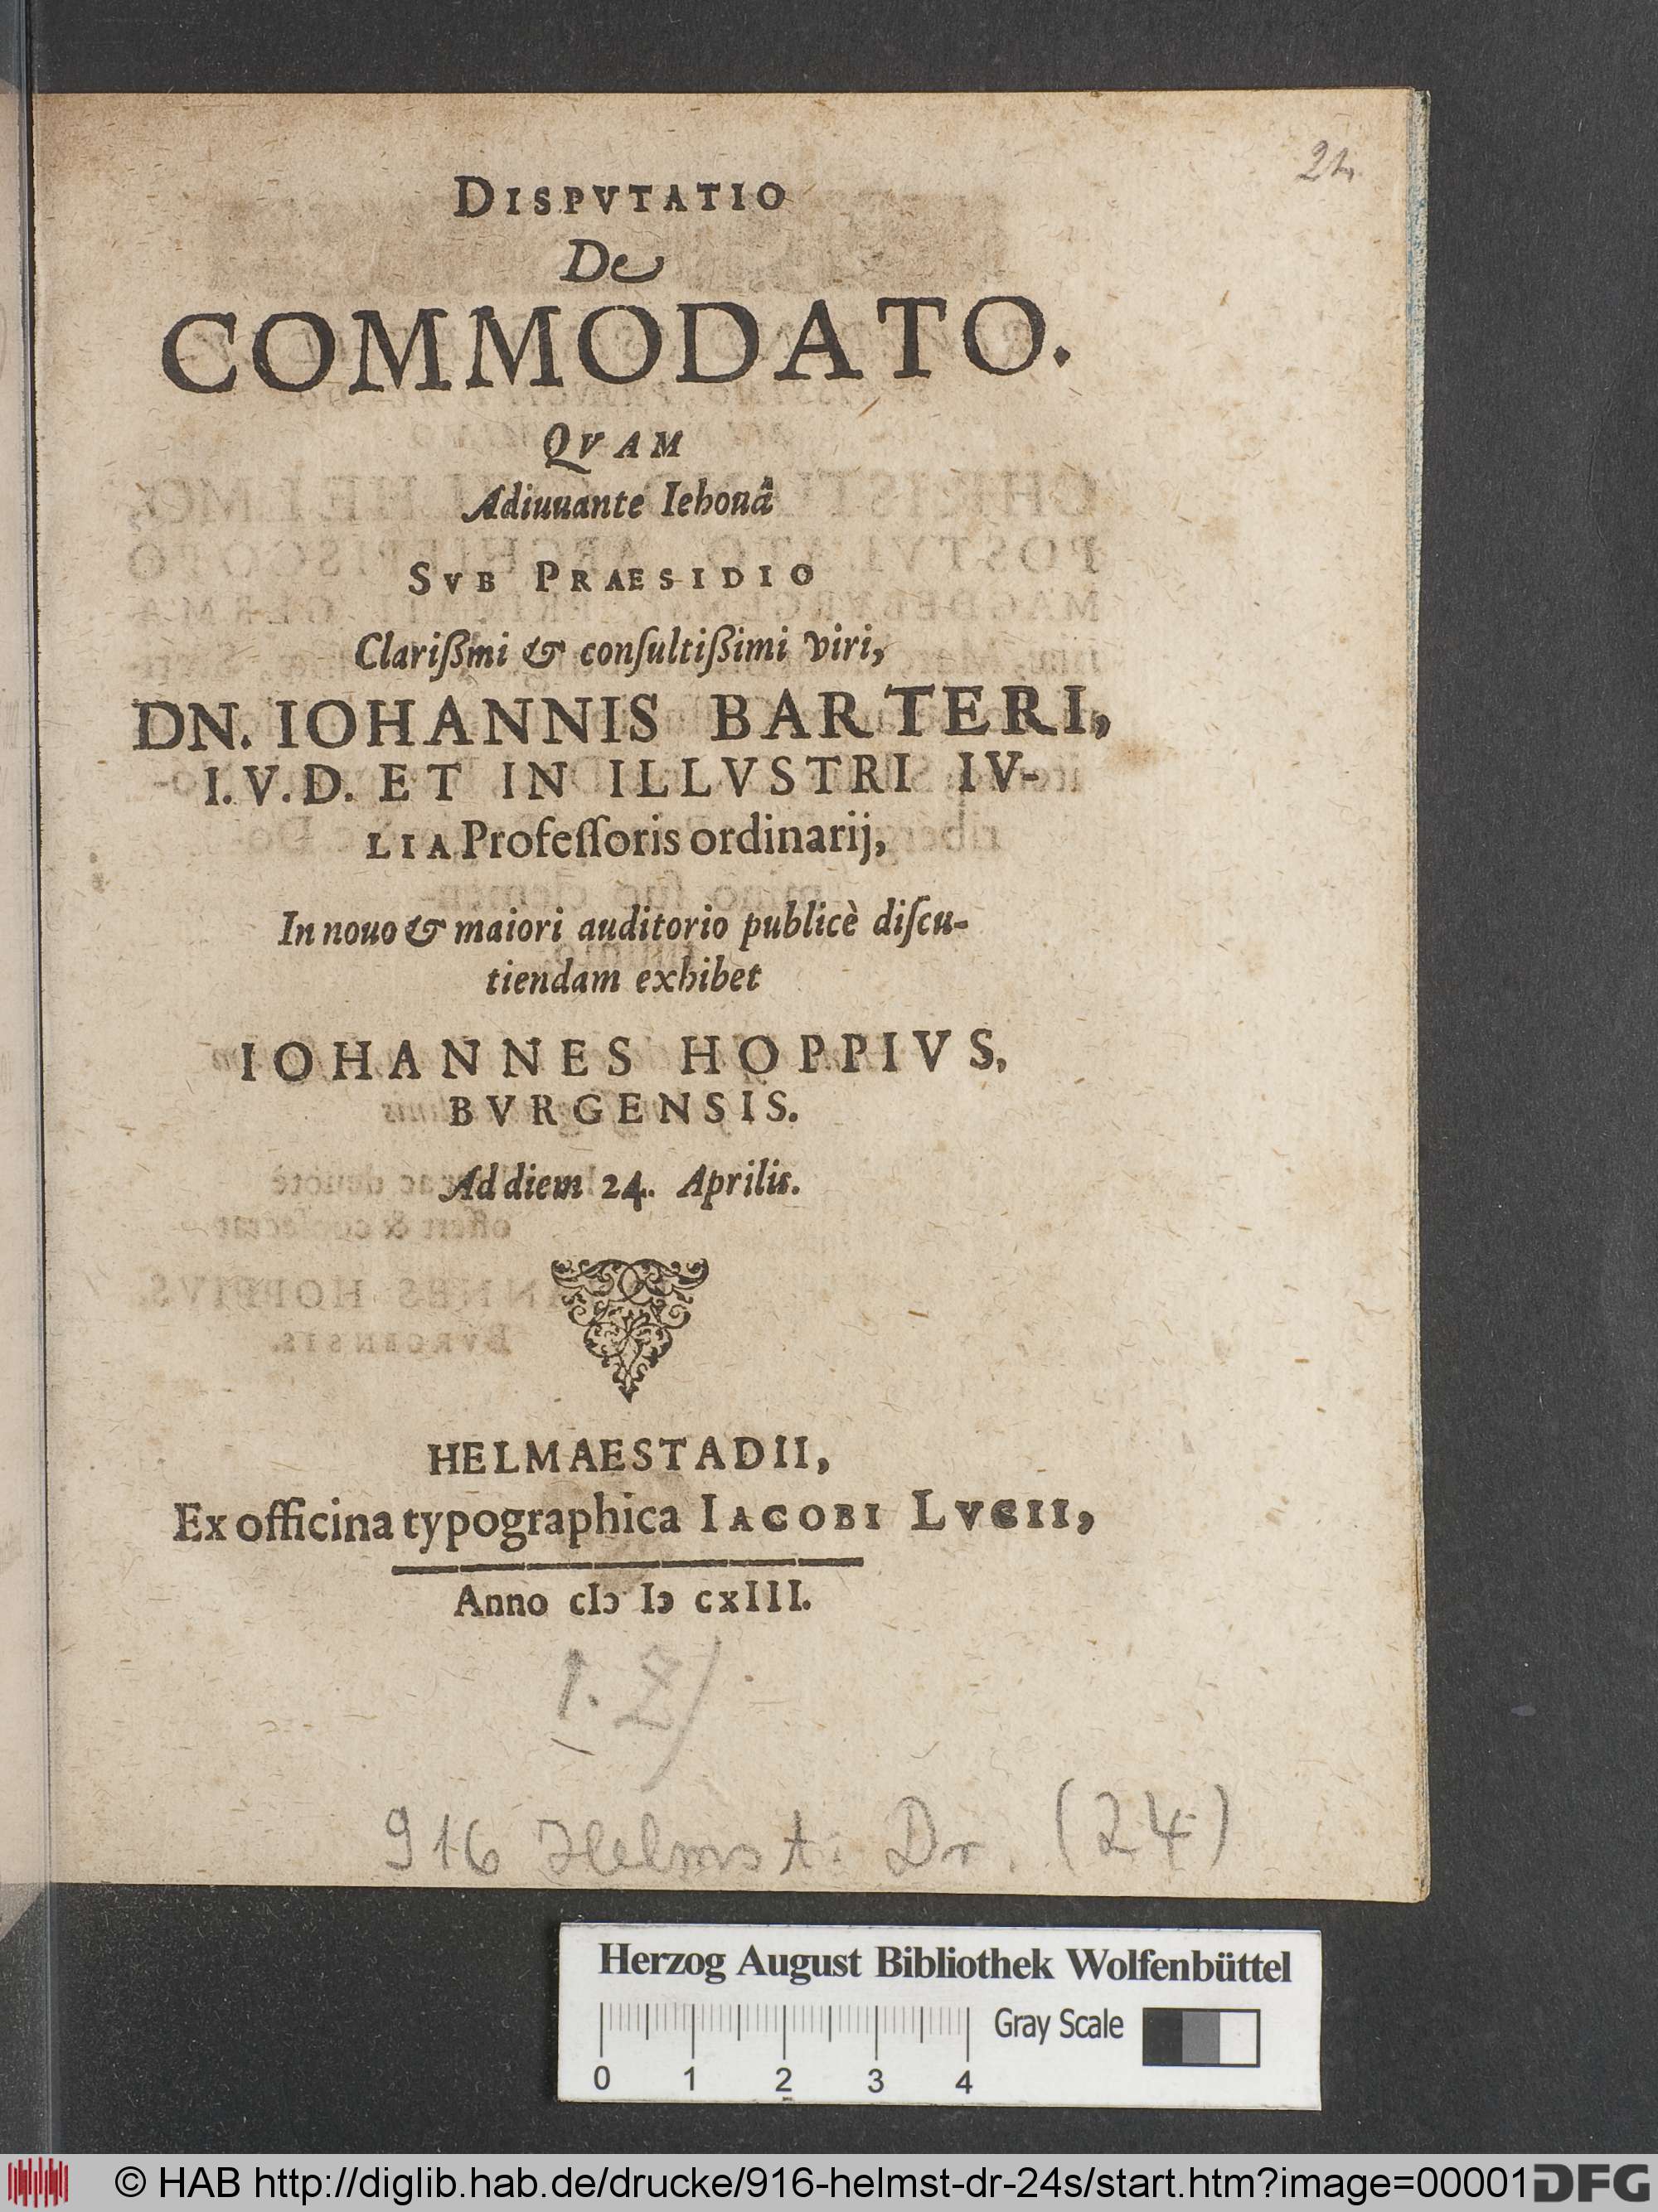 24
DISPVTATIO
De
COMMODATO.
QVAM
Adiuuante Iehouâ
SVB PRAESIDIO
Clarißmi & conſultißimi viri,
DN. IOHANNIS BARTERI,
I.V.D. ET IN ILLVSTRI IV-
LIA Profeſſoris ordinarij,
In nouo & maiori auditorio publicè diſcu-
tiendam exhibet
IOHANNES HOPPIVS,
BVRGENSIS.
Ad diem 24. Aprilis.
HELMAESTADII,
Ex officina typographica IACOBI LVCII,
Anno cIↄ Iↄ cxIII.
916 Helmst. Dr. (24)
Herzog August Bibliothek Wolfenbüttel
Gray Scale
0 1 2 3 4
© HAB http://diglib.hab.de/drucke/916-helmst-dr-24s/start.htm?image=00001
DFG